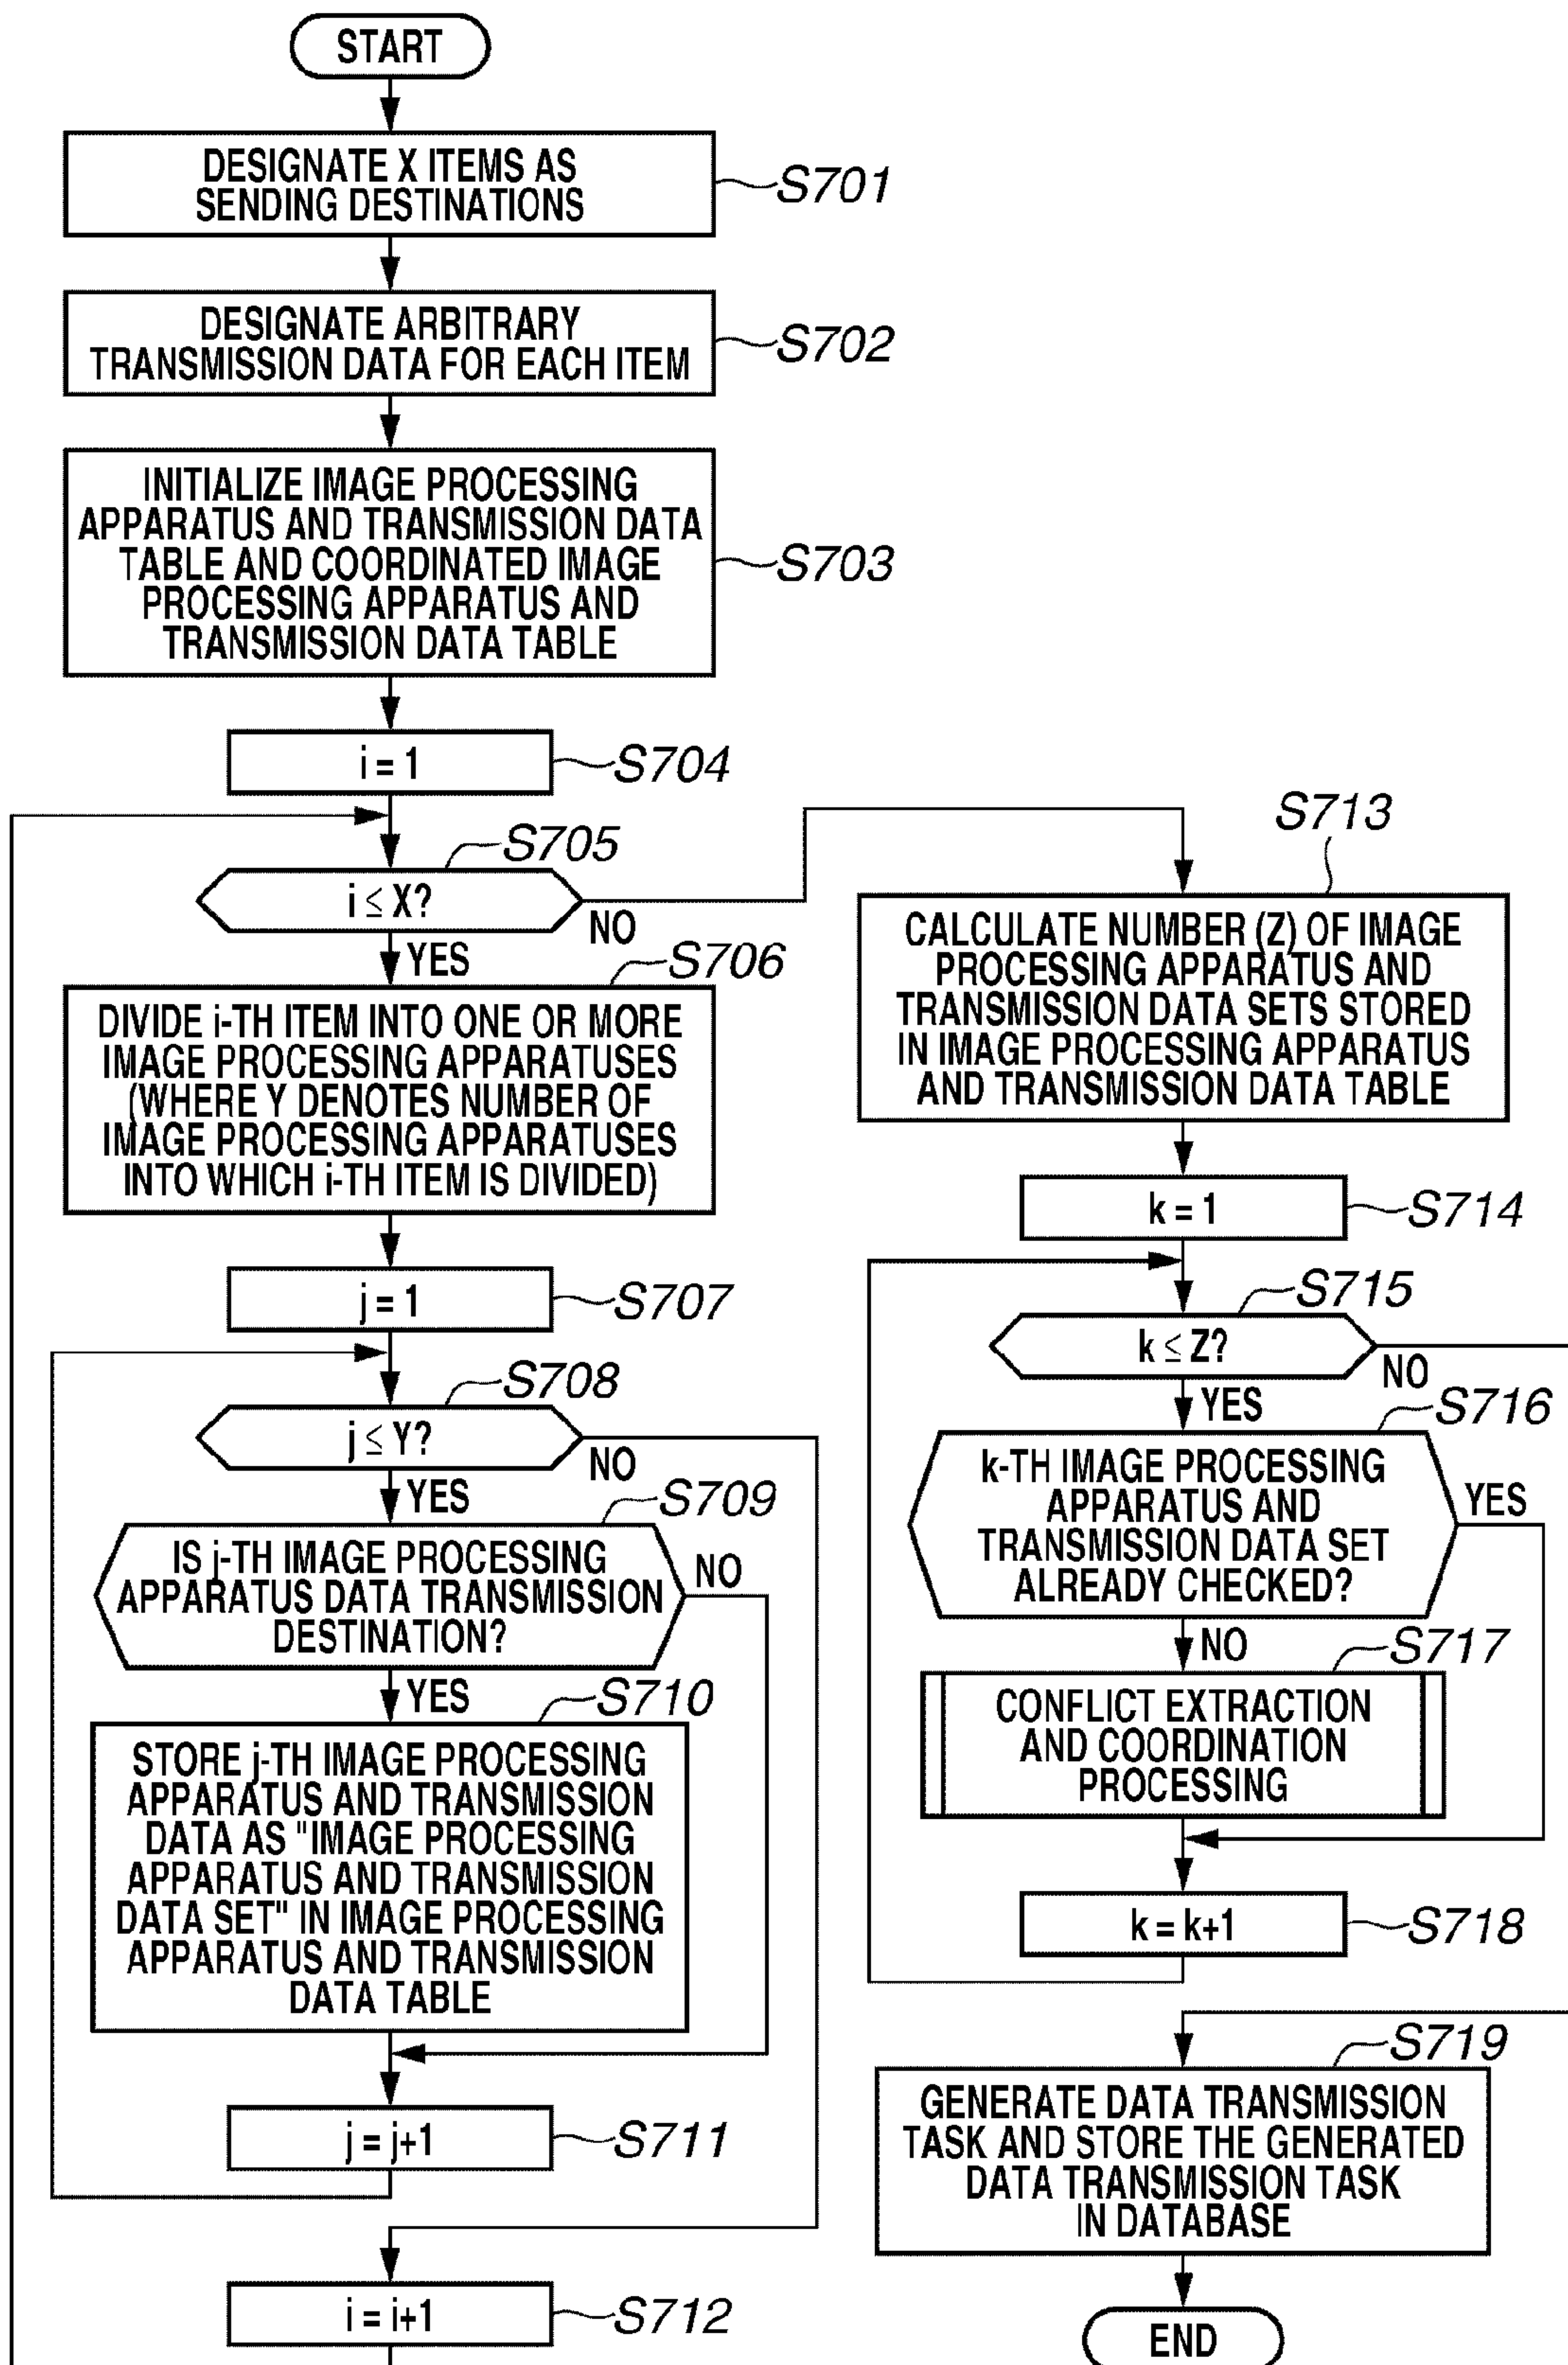 START
DESIGNATE X ITEMS AS
SENDING DESTINATIONS
S701
DESIGNATE ARBITRARY
TRANSMISSION DATA FOR EACH ITEM
S702
INITIALIZE IMAGE PROCESSING
APPARATUS AND TRANSMISSION DATA
TABLE AND COORDINATED IMAGE
PROCESSING APPARATUS AND
TRANSMISSION DATA TABLE
S703
i = 1
S704
S705
i ≤ X?
NO
YES
S706
DIVIDE i-TH ITEM INTO ONE OR MORE
IMAGE PROCESSING APPARATUSES
(WHERE Y DENOTES NUMBER OF
IMAGE PROCESSING APPARATUSES
INTO WHICH i-TH ITEM IS DIVIDED)
j = 1
S707
S708
j ≤ Y?
NO
YES
S709
IS j-TH IMAGE PROCESSING
APPARATUS DATA TRANSMISSION
DESTINATION?
NO
YES
S710
STORE j-TH IMAGE PROCESSING
APPARATUS AND TRANSMISSION
DATA AS "IMAGE PROCESSING
APPARATUS AND TRANSMISSION
DATA SET" IN IMAGE PROCESSING
APPARATUS AND TRANSMISSION
DATA TABLE
j = j+1
S711
i = i+1
S712
S713
CALCULATE NUMBER (Z) OF IMAGE
PROCESSING APPARATUS AND
TRANSMISSION DATA SETS STORED
IN IMAGE PROCESSING APPARATUS
AND TRANSMISSION DATA TABLE
k = 1
S714
S715
k ≤ Z?
NO
YES
S716
k-TH IMAGE PROCESSING
APPARATUS AND
TRANSMISSION DATA SET
ALREADY CHECKED?
YES
NO
S717
CONFLICT EXTRACTION
AND COORDINATION
PROCESSING
k = k+1
S718
S719
GENERATE DATA TRANSMISSION
TASK AND STORE THE GENERATED
DATA TRANSMISSION TASK
IN DATABASE
END